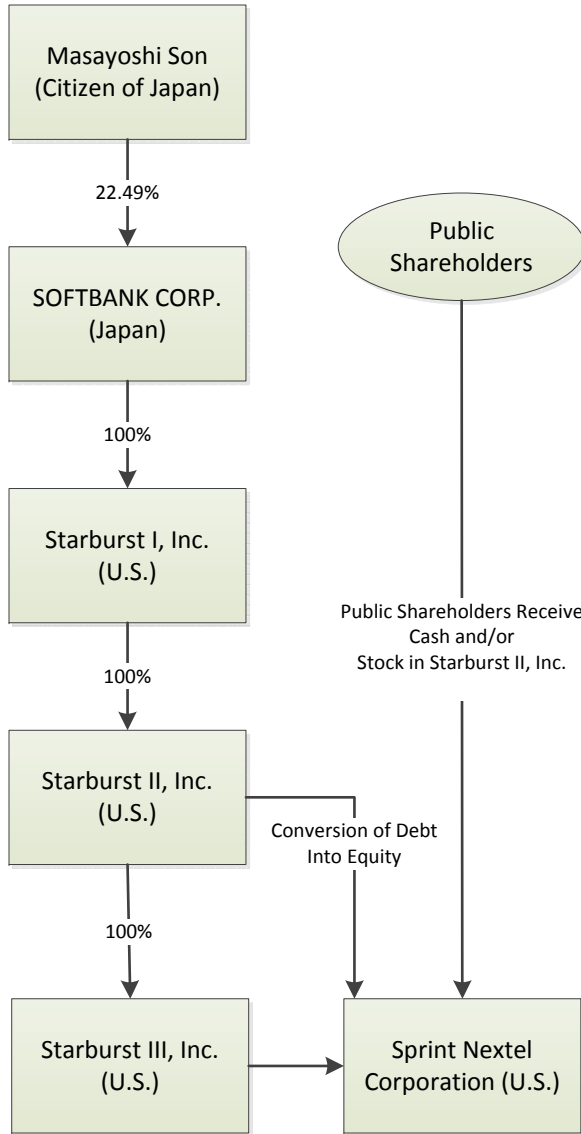 Masayoshi Son
(Citizen of Japan)
22.49%
Public
Shareholders
SOFTBANK CORP.
(Japan)
100%
Starburst I, Inc.
(U.S.)
Public Shareholders Receive
Cash and/or
Stock in Starburst II, Inc.
100%
Starburst II, Inc.
(U.S.)
Conversion of Debt
Into Equity
100%
Starburst III, Inc.
(U.S.)
Sprint Nextel
Corporation (U.S.)